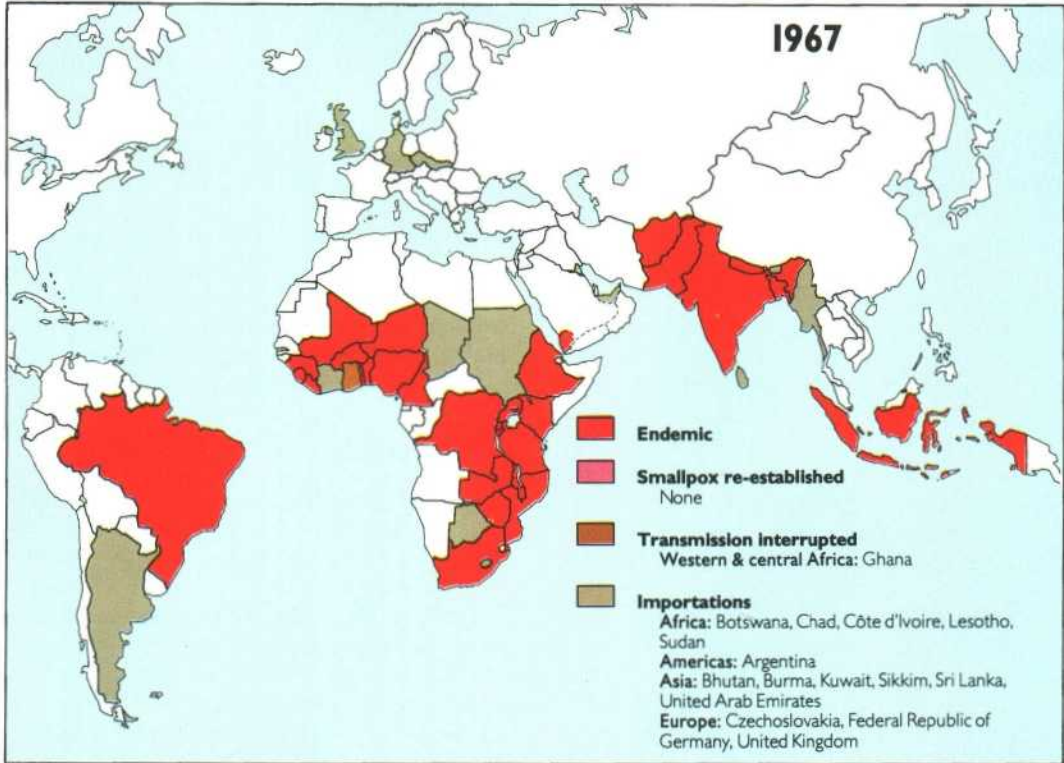 1967
Endemic
Smallpox re-established
None
Transmission interrupted
Western & central Africa: Ghana
Importations
Africa: Botswana, Chad, Côte d'Ivoire, Lesotho,
Sudan
Americas: Argentina
Asia: Bhutan, Burma, Kuwait, Sikkim, Sri Lanka,
United Arab Emirates
Europe: Czechoslovakia, Federal Republic of
Germany, United Kingdom